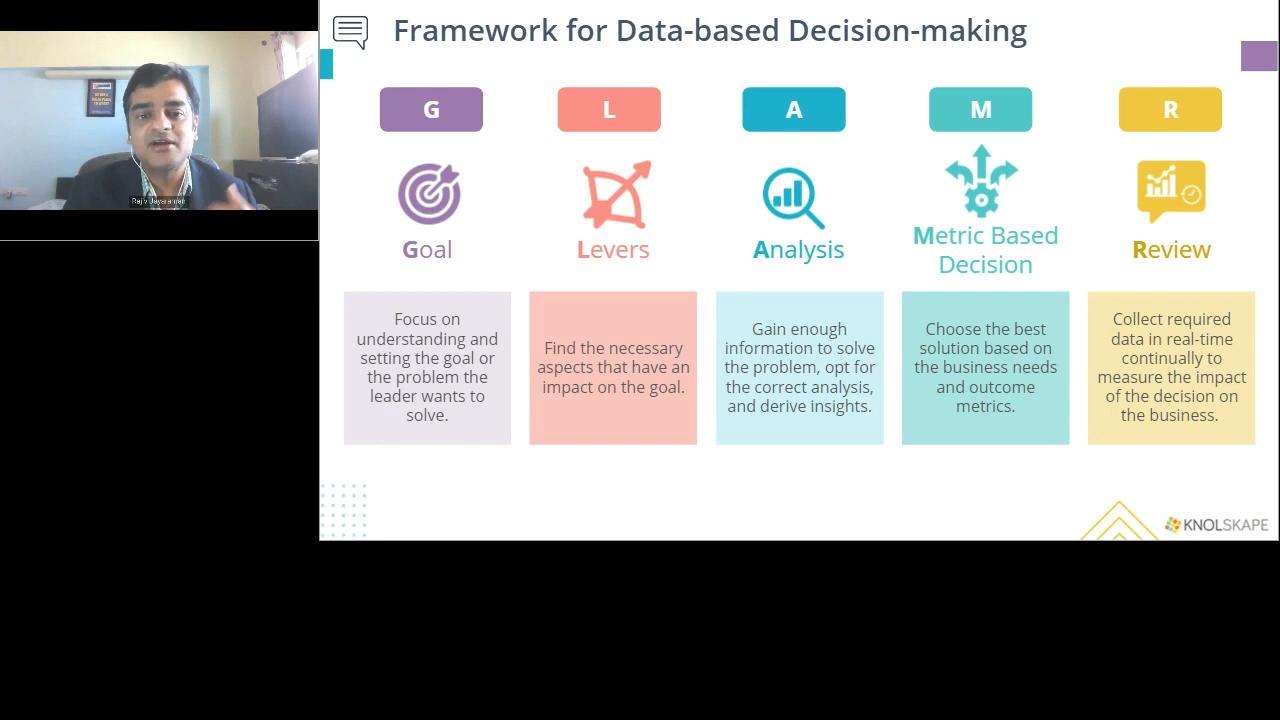 Framework for Data-based Decision-making
G
L
A
M
R
Goal
Levers
Analysis
Metric Based
Decision
Review
Focus on
understanding and
setting the goal or
the problem the
leader wants to
solve.
Find the necessary
aspects that have an
impact on the goal.
Gain enough
information to solve
the problem, opt for
the correct analysis,
and derive insights.
Choose the best
solution based on
the business needs
and outcome
metrics.
Collect required
data in real-time
continually to
measure the impact
of the decision on
the business.
Rajiv Jayaraman
KNOLSKAPE